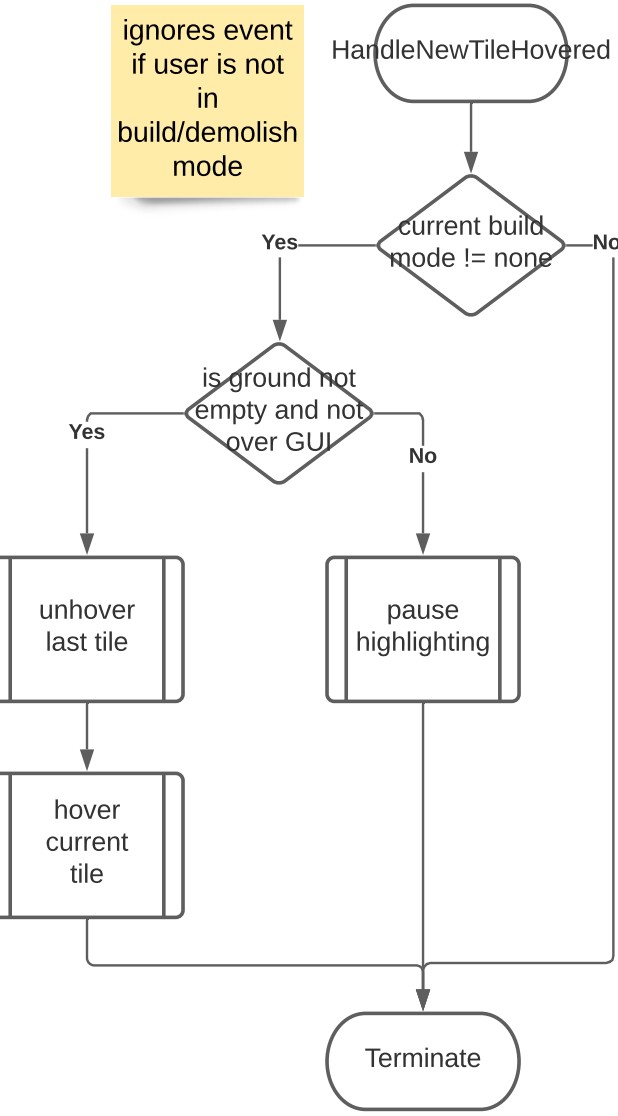 ignores event
if user is not
in
build/demolish
mode
HandleNewTileHovered
current build
mode != none
Yes
No
is ground not
empty and not
over GUI
Yes
No
unhover
last tile
pause
highlighting
hover
current
tile
Terminate